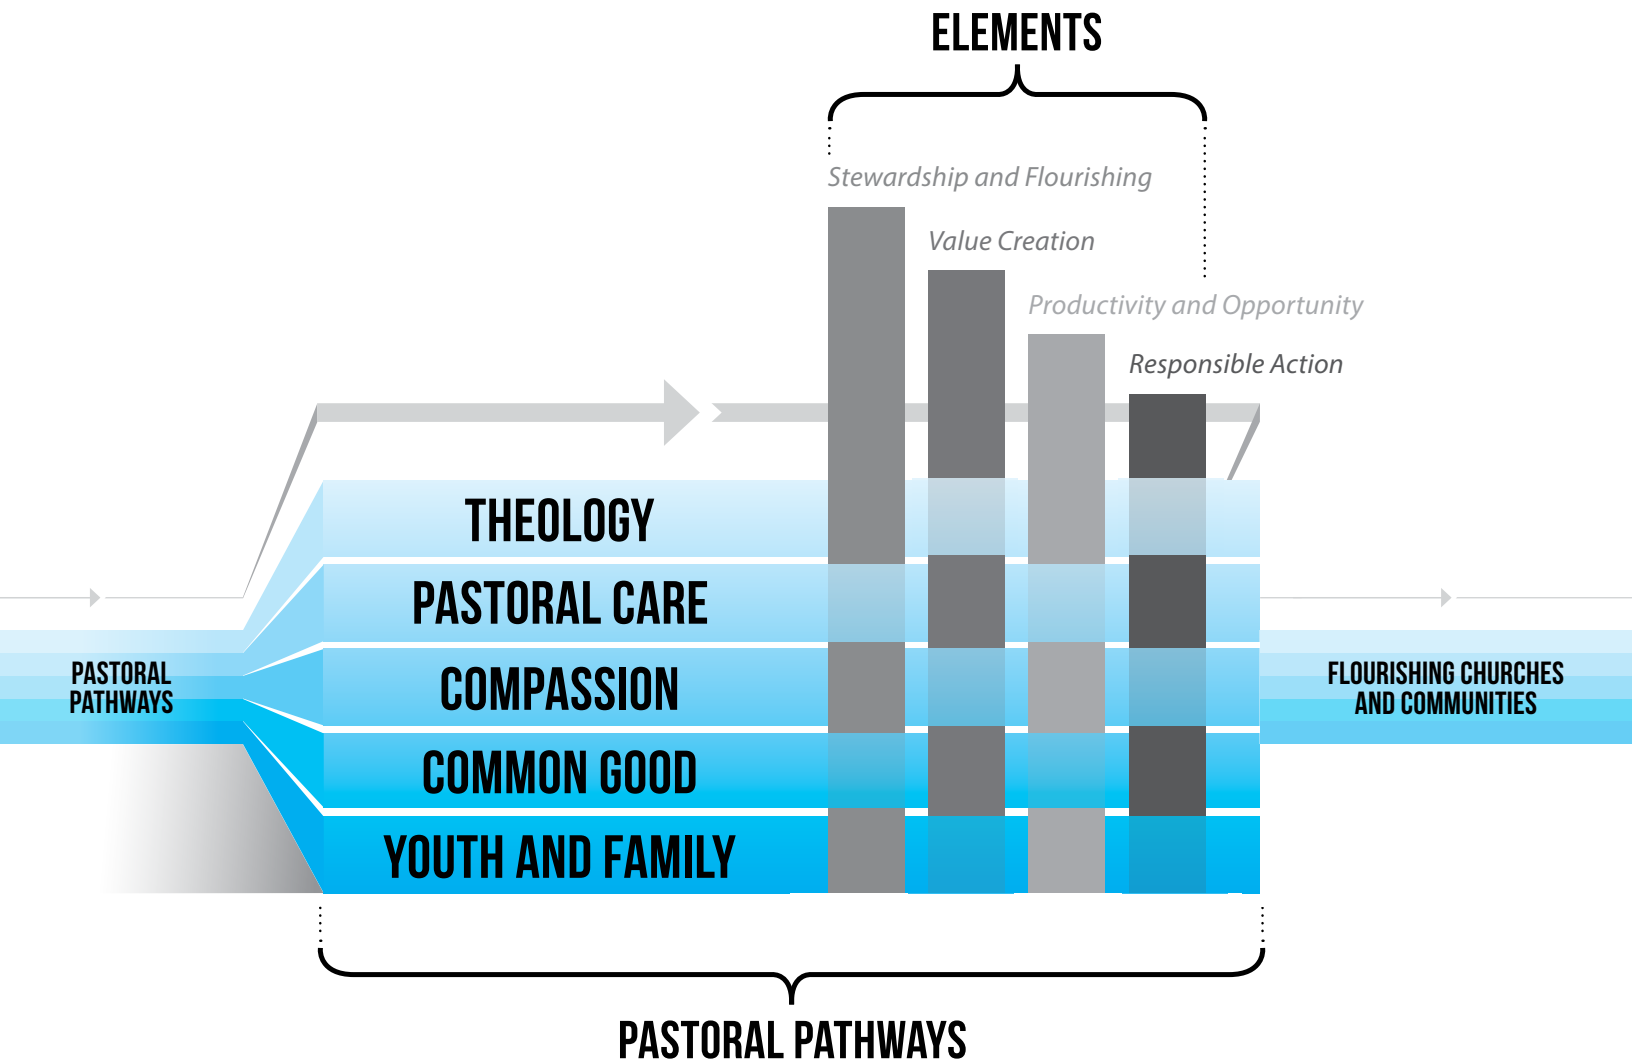 ELEMENTS
Stewardship and Flourishing
Value Creation
Productivity and Opportunity
Responsible Action
THEOLOGY
PASTORAL CARE
COMPASSION
COMMON GOOD
YOUTH AND FAMILY
PASTORAL
PATHWAYS
FLOURISHING CHURCHES
AND COMMUNITIES
PASTORAL PATHWAYS